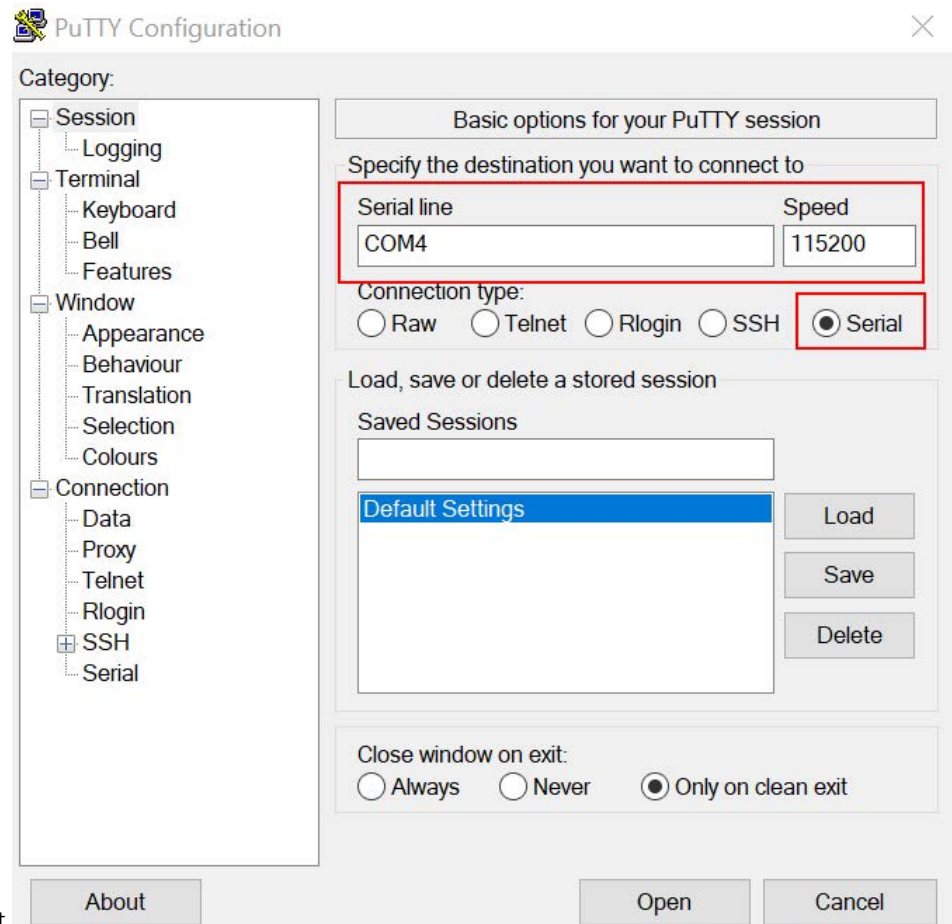 PuTTY Configuration
Category:
Session
Logging
Terminal
Keyboard
Bell
Features
Window
Appearance
Behaviour
Translation
Selection
Colours
Connection
Data
Proxy
Telnet
Rlogin
SSH
Serial
Basic options for your PuTTY session
Specify the destination you want to connect to
Serial line Speed
COM4 115200
Connection type:
Raw Telnet Rlogin SSH Serial
Load, save or delete a stored session
Saved Sessions
Default Settings
Load
Save
Delete
Close window on exit:
Always Never Only on clean exit
About Open Cancel